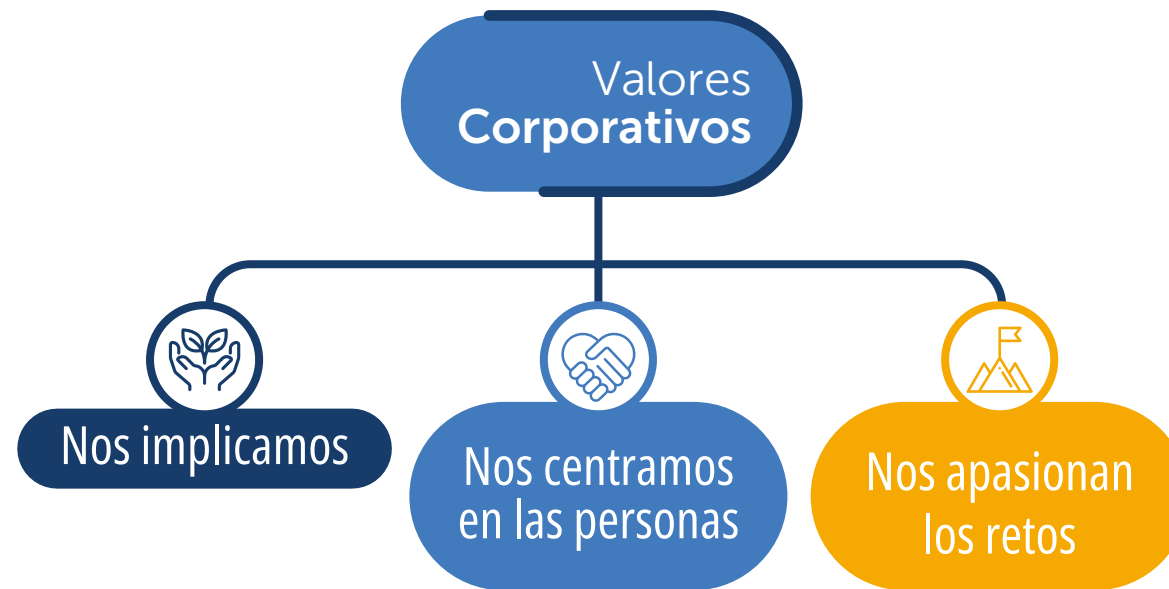 Valores
Corporativos
Nos implicamos
Nos centramos
en las personas
Nos apasionan
los retos